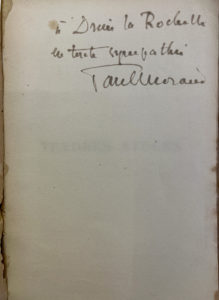 à Drieu la Rochelle
en toute sympathie
Paul Morand